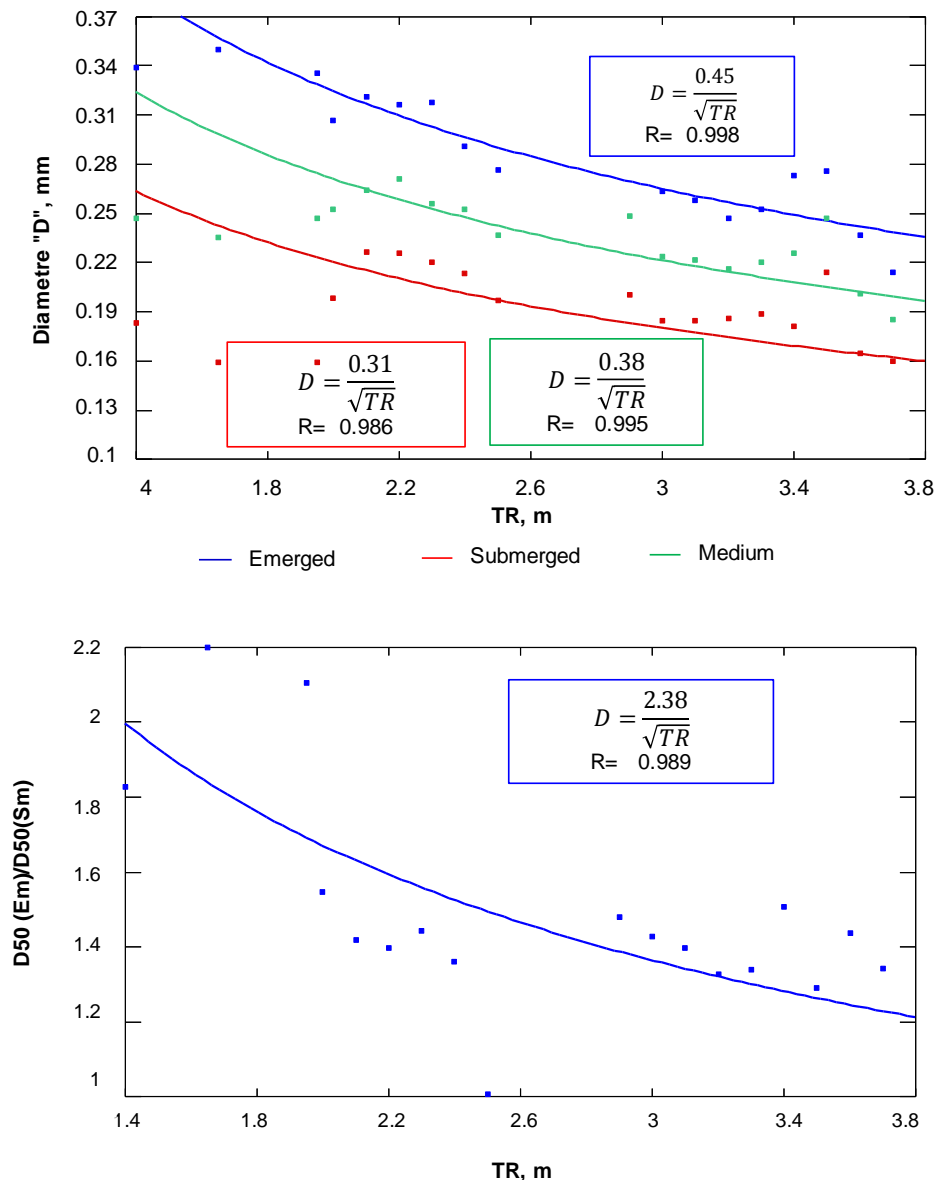 0.37
0.34
0.31
0.28
0.25
0.22
0.19
0.16
0.13
0.1
Diametre "D" , mm
D = 0.45/√TR
R= 0.998
D = 0.31/√TR
R= 0.986
D = 0.38/√TR
R= 0.995
4 1.8 2.2 2.6 3 3.4 3.8
TR, m
Emerged Submerged Medium
2.2
2
1.8
1.6
1.4
1.2
1
D50 (Em)/D50(Sm)
D = 2.38/√TR
R= 0.989
1.4 1.8 2.2 2.6 3 3.4 3.8
TR, m